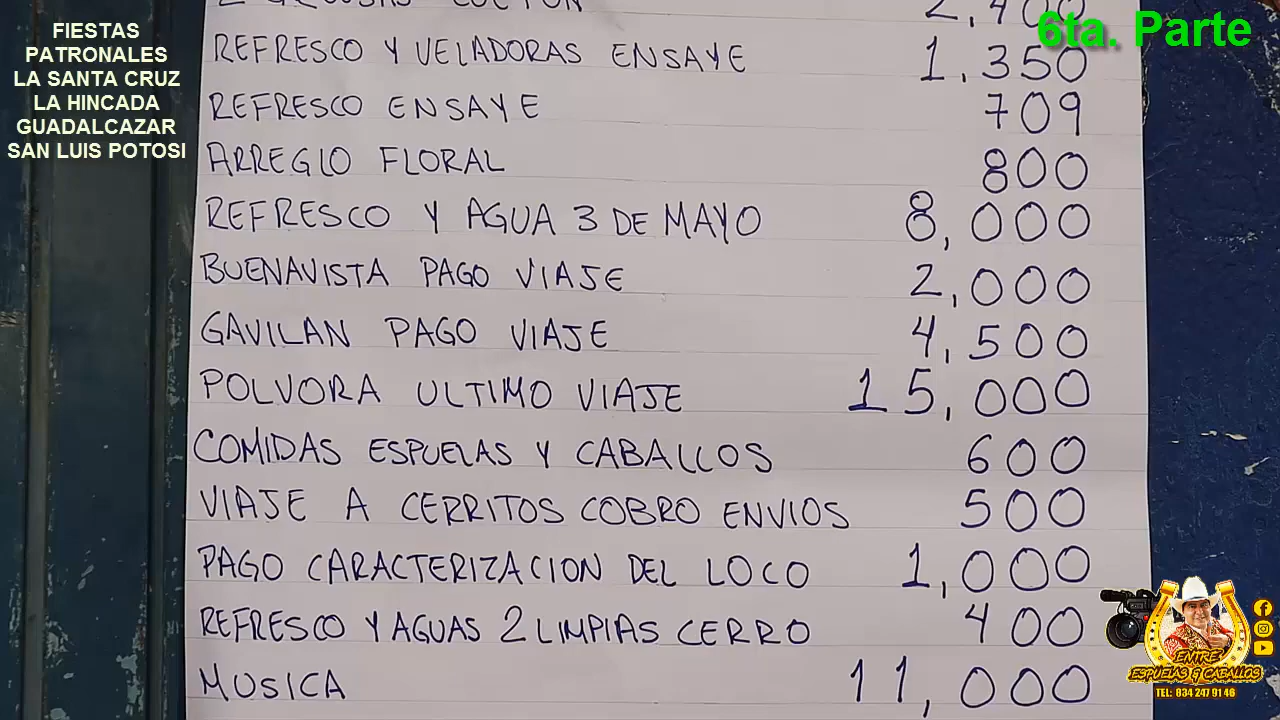 FIESTAS
PATRONALES
LA SANTA CRUZ
LA HINCADA
GUADALCAZAR
SAN LUIS POTOSI
6ta. Parte
2,400
REFRESCO Y VELADORAS ENSAYE 1,350
REFRESCO ENSAYE 709
ARREGLO FLORAL 800
REFRESCO Y AGUA 3 DE MAYO 8,000
BUENAVISTA PAGO VIAJE 2,000
GAVILAN PAGO VIAJE 4,500
POLVORA ULTIMO VIAJE 15,000
COMIDAS ESPUELAS Y CABALLOS 600
VIAJE A CERRITOS COBRO ENVIOS 500
PAGO CARACTERIZACION DEL LOCO 1,000
REFRESCO Y AGUAS 2 LIMPIAS CERRO 400
MUSICA 11,000
ENTRE
ESPUELAS Y CABALLOS
TEL: 834 247 91 46